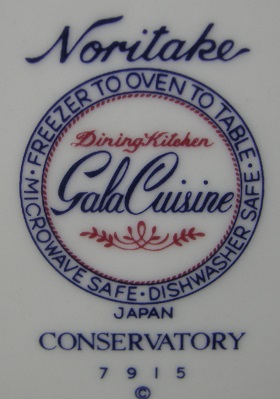 Noritake
FREEZER TO OVEN TO TABLE · DISHWASHER SAFE · MICROWAVE SAFE ·
Dining Kitchen
Gala Cuisine
JAPAN
CONSERVATORY
7915
©